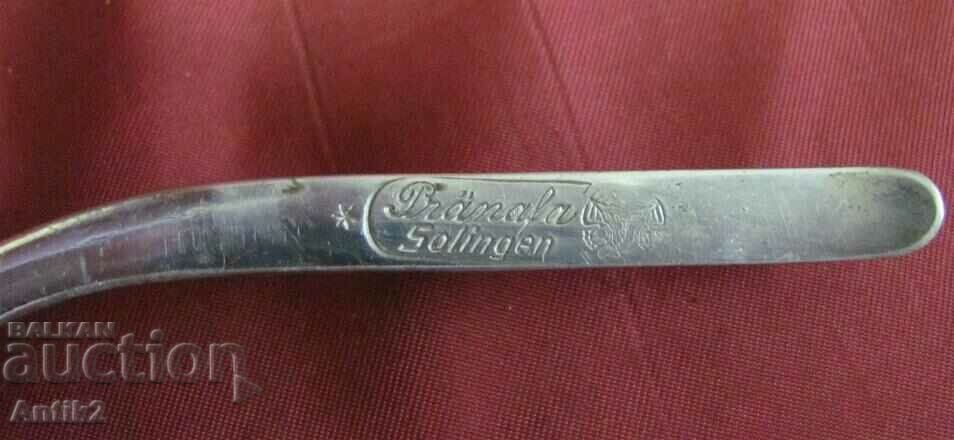 Pränafa
Solingen
BALKAN
auction
Antik2